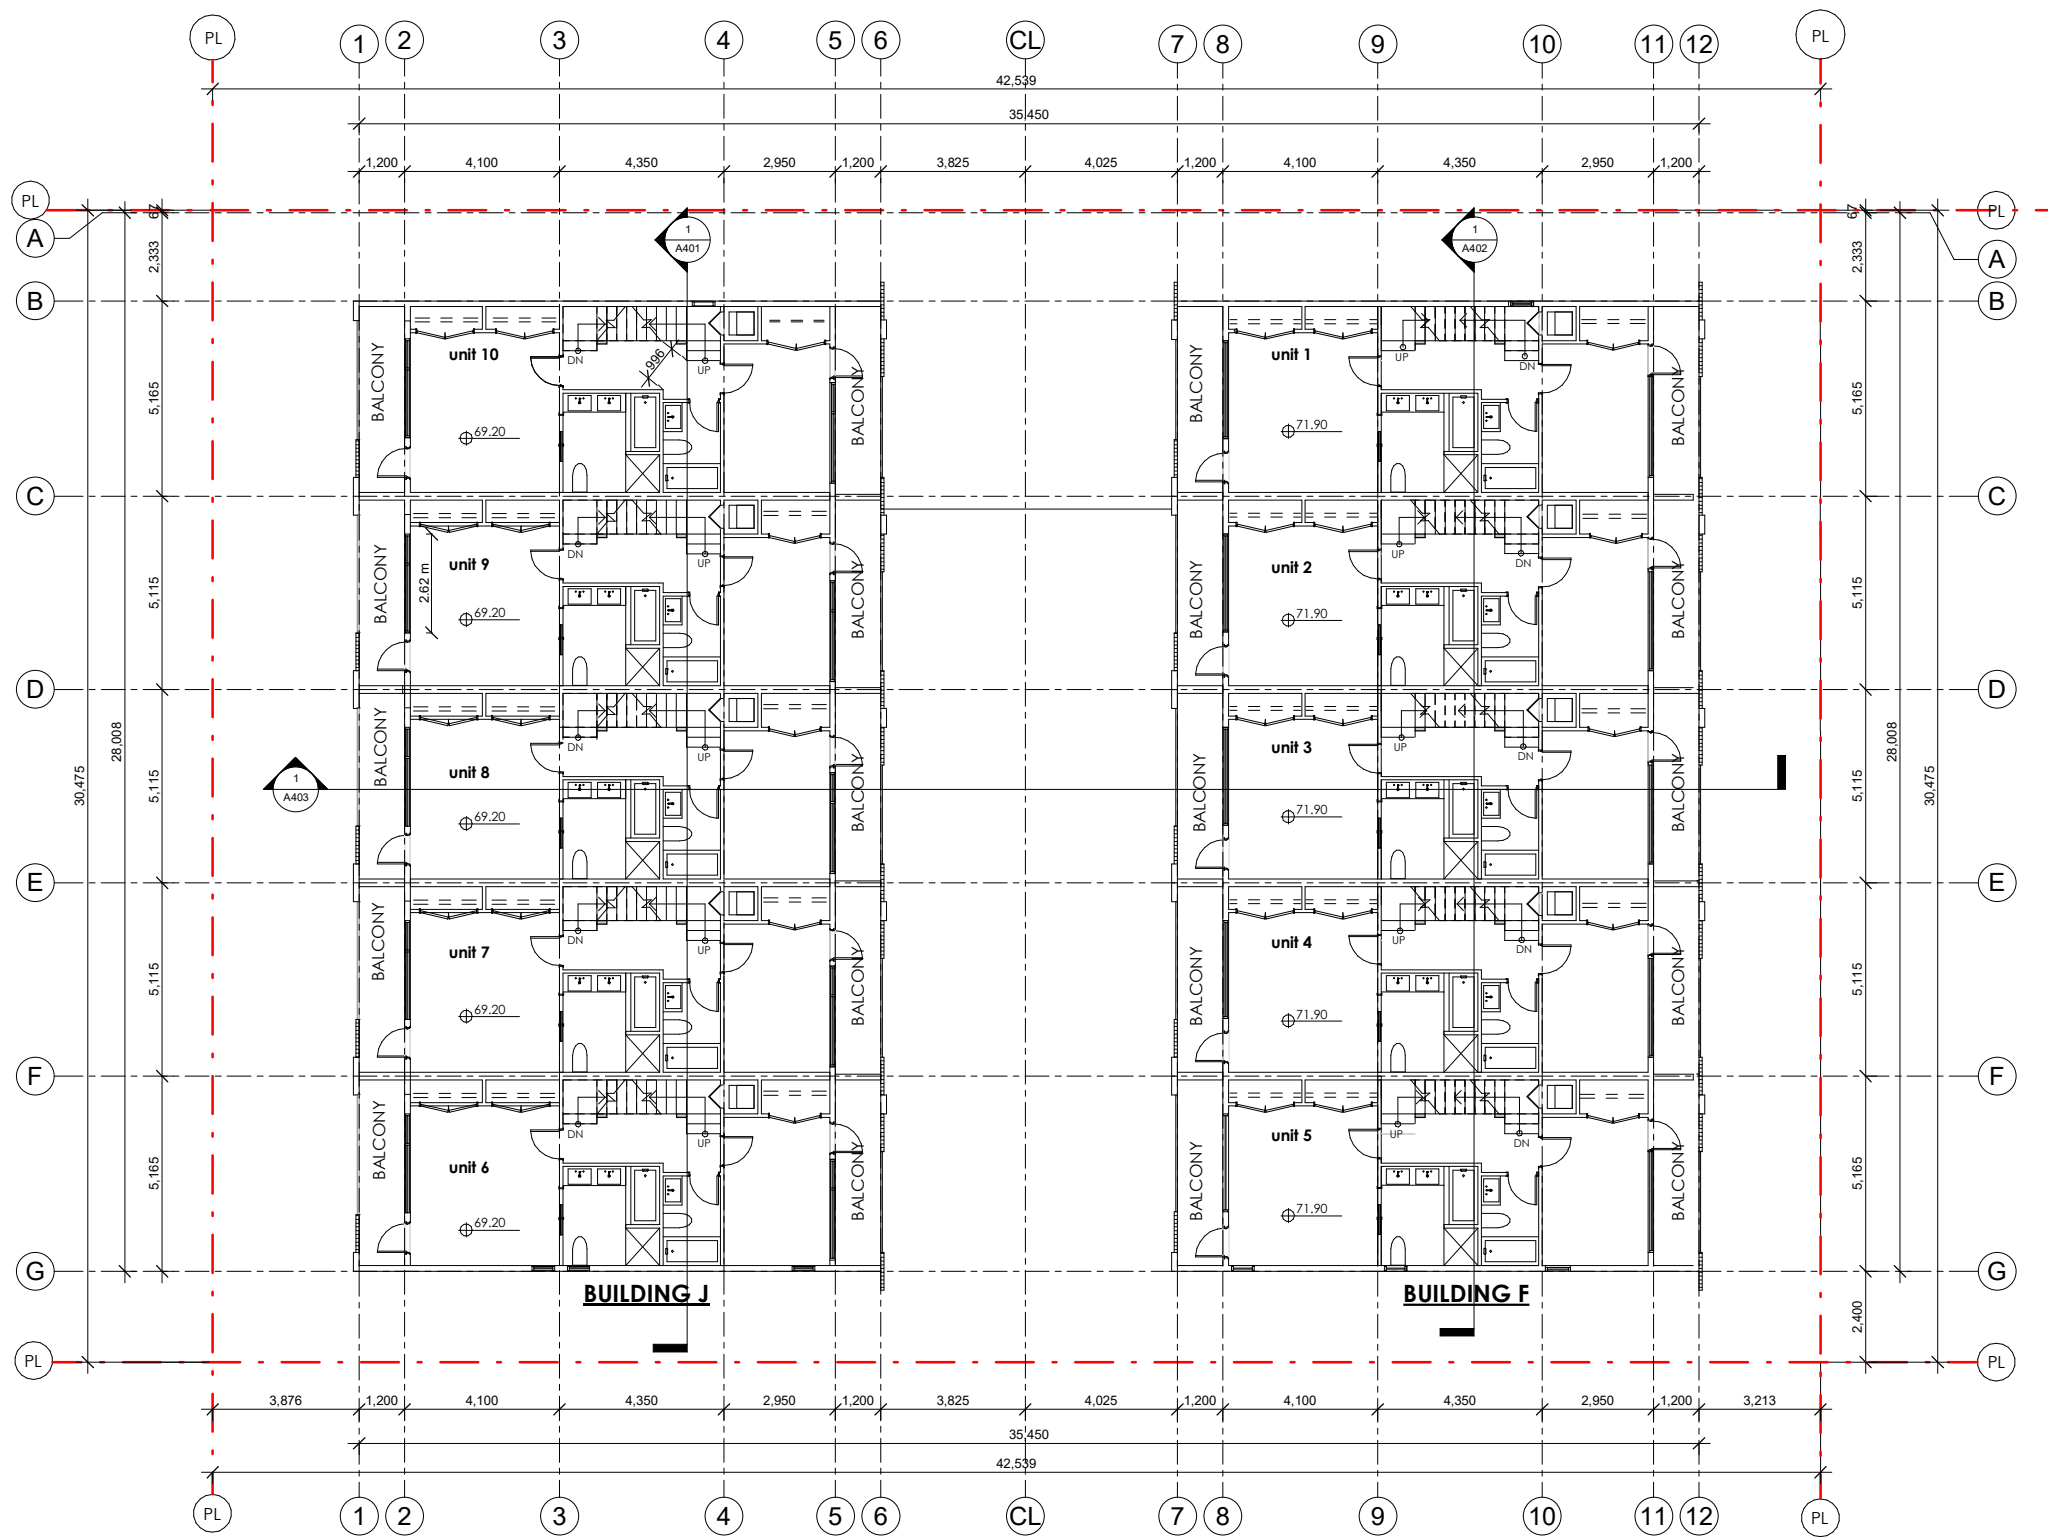 PL 1 2 3 4 5 6 CL 7 8 9 10 11 12 PL
42,539
35,450
1,200 4,100 4,350 2,950 1,200 3,825 4,025 1,200 4,100 4,350 2,950 1,200
PL 67 67 PL
A 1 A401 1 A402 A
2,333 2,333
B B
BALCONY unit 10 DN 996 UP BALCONY BALCONY unit 1 UP DN BALCONY
5,165 69.20 71.90 5,165
C C
BALCONY unit 9 DN UP BALCONY BALCONY unit 2 UP DN BALCONY
5,115 2.62 m 69.20 71.90 5,115
D D
28,008 28,008
30,475 30,475
BALCONY unit 8 DN UP BALCONY BALCONY unit 3 UP DN BALCONY
5,115 1 A403 69.20 71.90 5,115
E E
BALCONY unit 7 DN UP BALCONY BALCONY unit 4 UP DN BALCONY
5,115 69.20 71.90 5,115
F F
BALCONY unit 6 DN UP BALCONY BALCONY unit 5 UP DN BALCONY
5,165 69.20 71.90 5,165
G G
BUILDING J BUILDING F
2,400
PL PL
3,876 1,200 4,100 4,350 2,950 1,200 3,825 4,025 1,200 4,100 4,350 2,950 1,200 3,213
35,450
42,539
PL 1 2 3 4 5 6 CL 7 8 9 10 11 12 PL